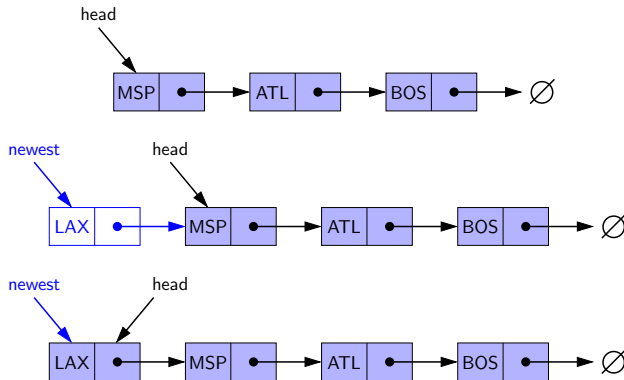 head
MSP ATL BOS ∅
newest head
LAX MSP ATL BOS ∅
newest head
LAX MSP ATL BOS ∅